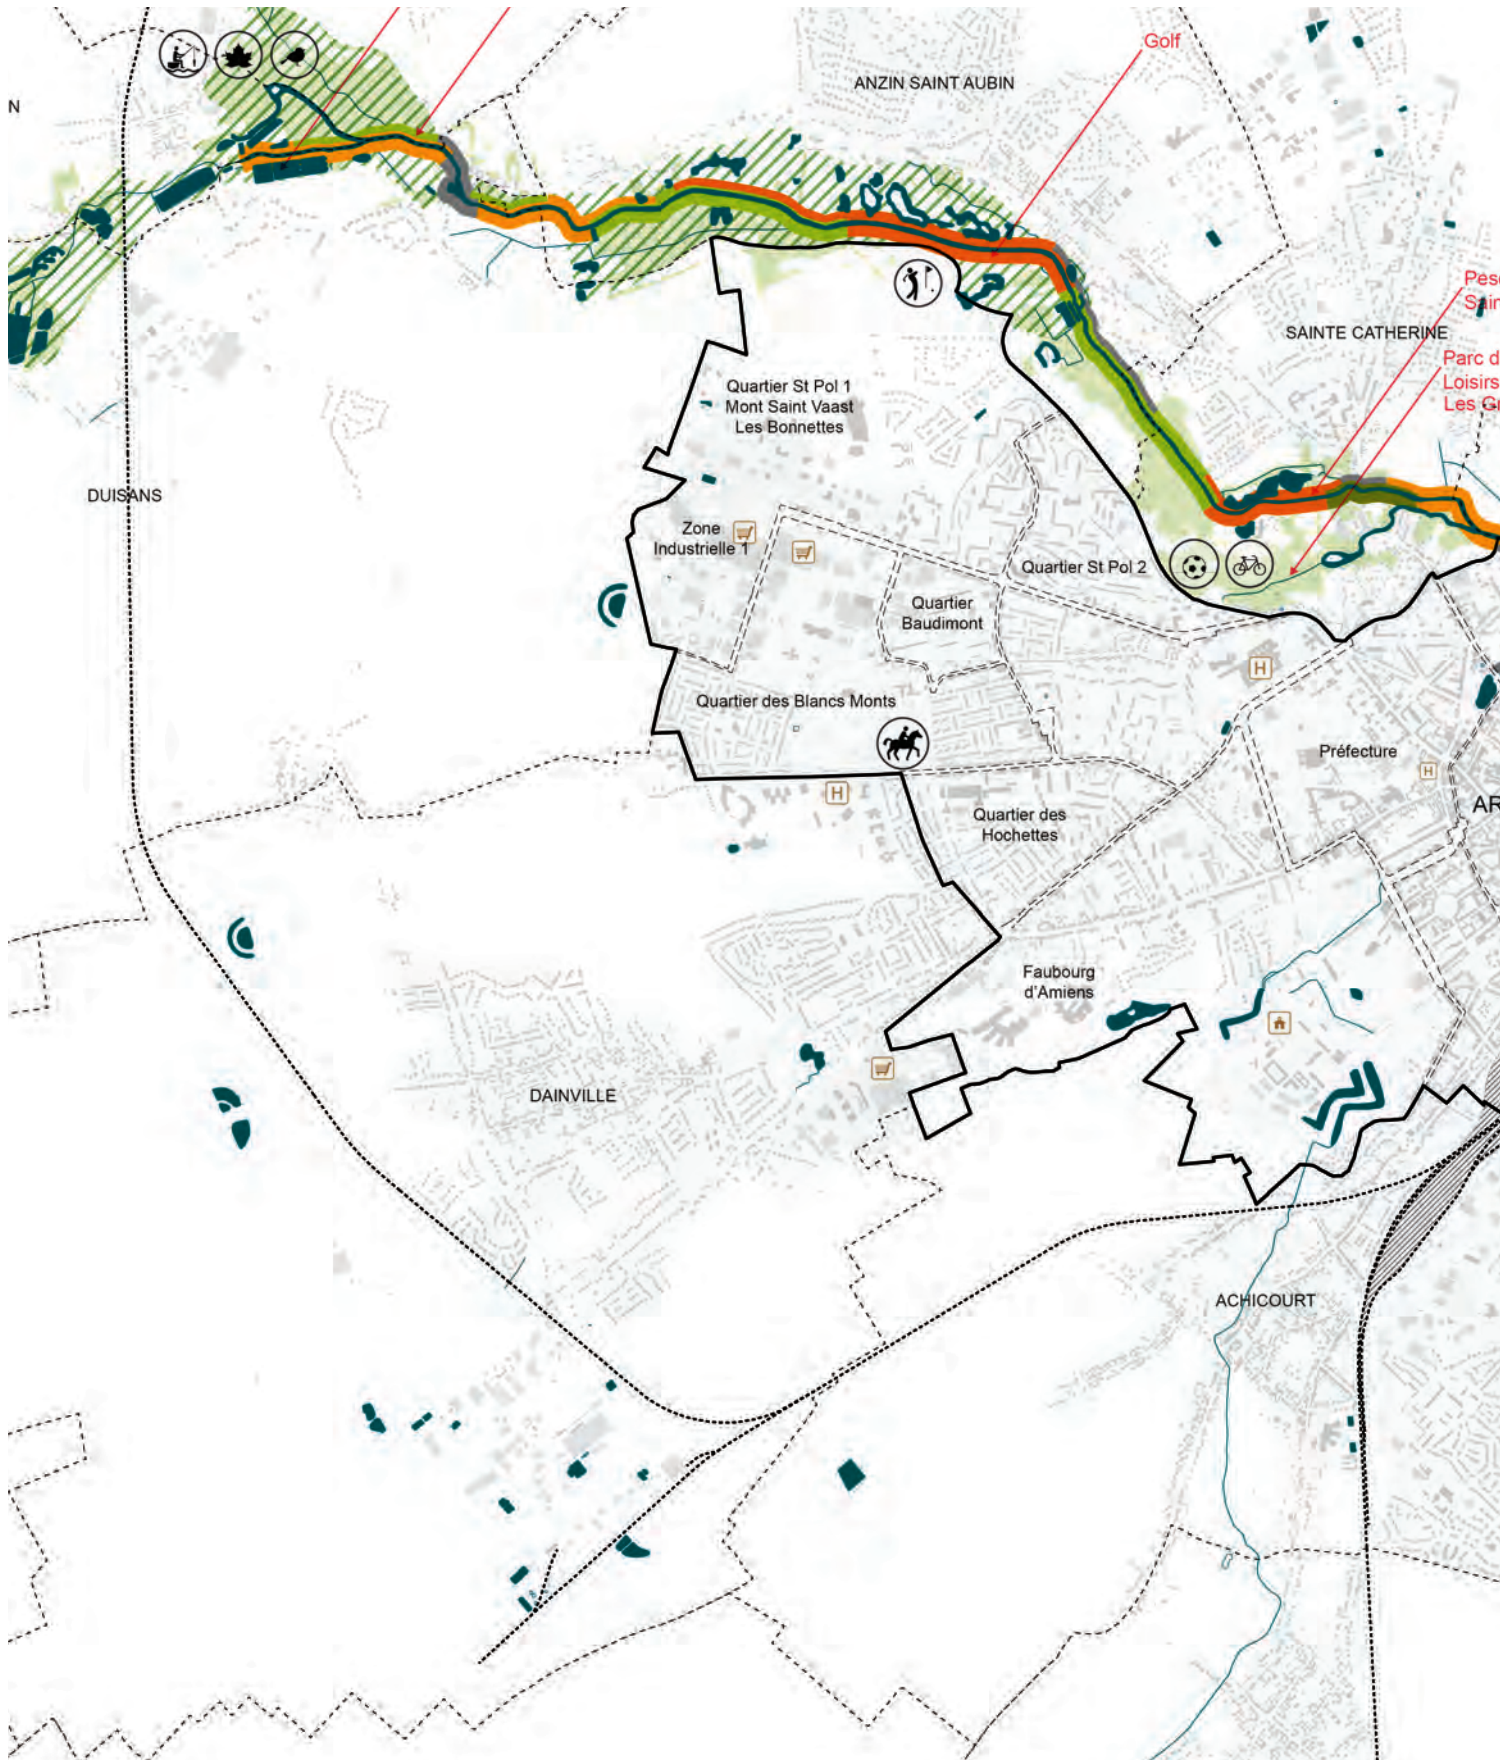 Golf
ANZIN SAINT AUBIN
N
SAINTE CATHERINE
Parc d
Loisirs
Quartier St Pol 1
Mont Saint Vaast
Les Bonnettes
DUISANS
Zone
Industrielle 1
Quartier St Pol 2
Quartier
Baudimont
H
Quartier des Blancs Monts
Préfecture
H
H
Quartier des
Hochettes
AR
Faubourg
d'Amiens
DAINVILLE
ACHICOURT